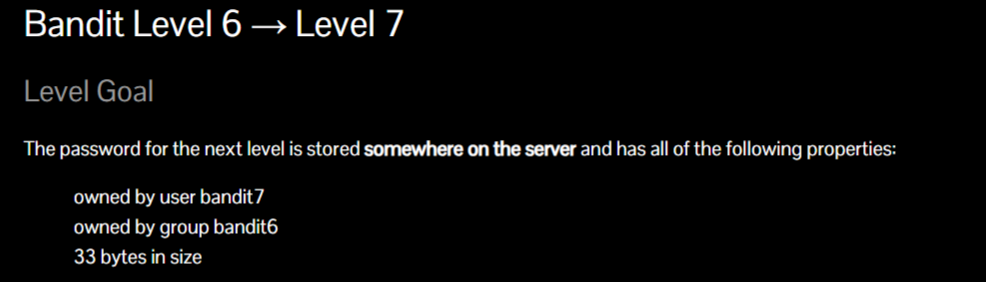 Bandit Level 6 → Level 7
Level Goal
The password for the next level is stored somewhere on the server and has all of the following properties:
owned by user bandit7
owned by group bandit6
33 bytes in size